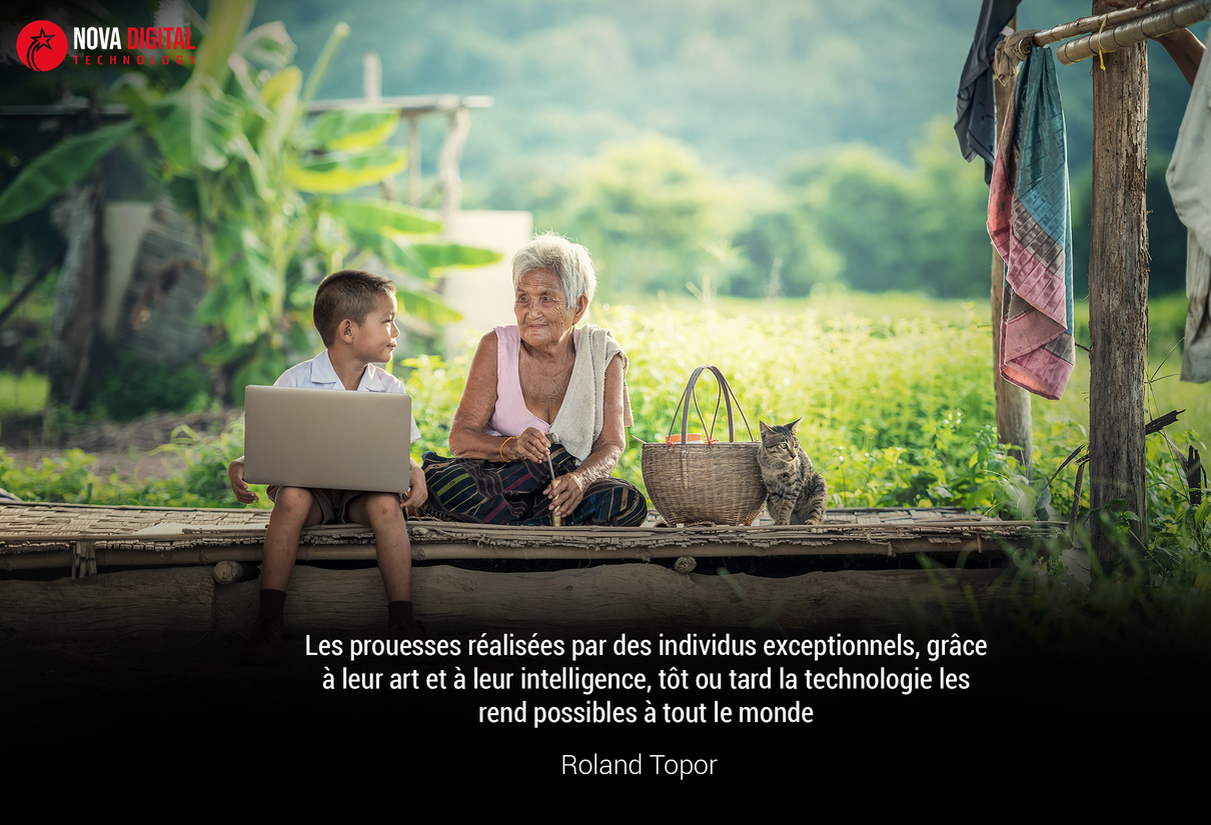 NOVA DIGITAL
TECHNOLOGY
Les prouesses réalisées par des individus exceptionnels, grâce
à leur art et à leur intelligence, tôt ou tard la technologie les
rend possibles à tout le monde
Roland Topor